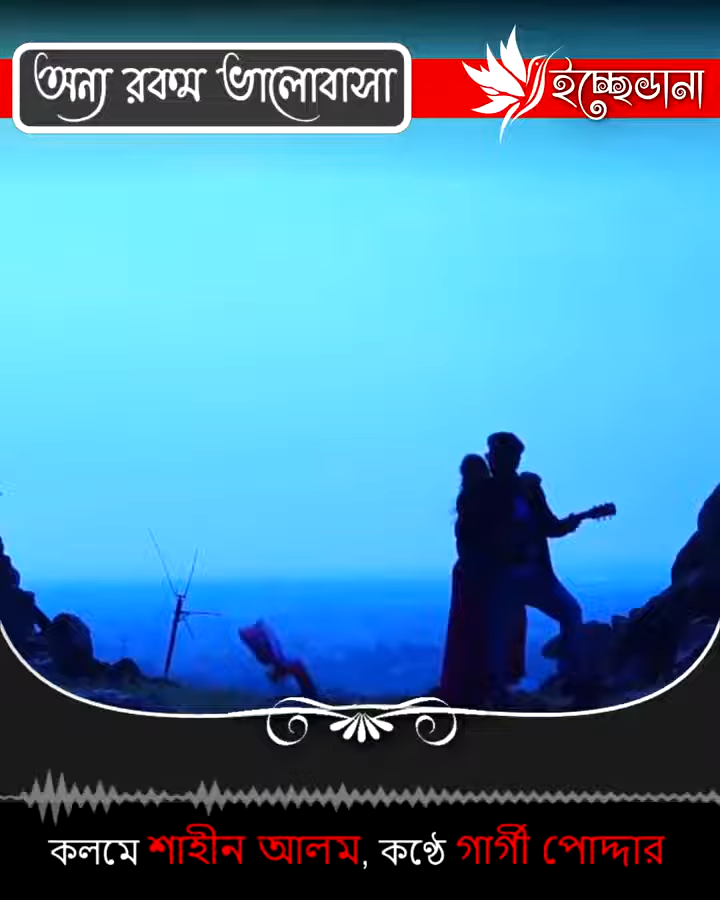 অন্য রকম ভালোবাসা
ইচ্ছেডানা
কলমে শাহীন আলম, কণ্ঠে গার্গী পোদ্দার